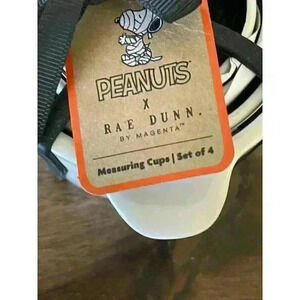 PEANUTS
X
RAE DUNN.
BY MAGENTA™
Measuring Cups | Set of 4